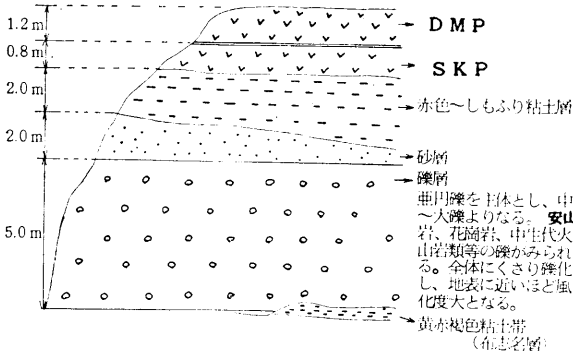 1.2 m
DMP
0.8 m
SKP
2.0 m
赤色～しもふり粘土層
2.0 m
砂層
礫層
亜円礫を主体とし、中
～大礫よりなる。安山
岩、花崗岩、中生代火
山岩類等の礫がみられ
る。全体にくさり礫化
し、地表に近いほど風
化度大となる。
5.0 m
黄赤褐色粘土帯
(布志名層)